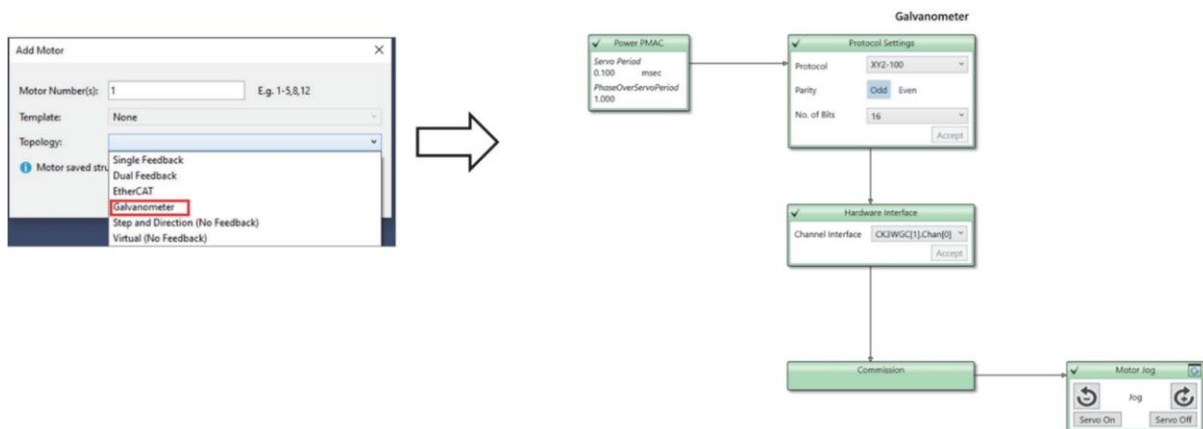 Add Motor
Motor Number(s): 1 E.g. 1-5,8,12
Template: None
Topology:
Motor saved stru
Single Feedback
Dual Feedback
EtherCAT
Galvanometer
Step and Direction (No Feedback)
Virtual (No Feedback)
Galvanometer
Power PMAC
Servo Period
0.100 msec
PhaseOverServoPeriod
1.000
Protocol Settings
Protocol XY2-100
Parity Odd Even
No. of Bits 16
Accept
Hardware Interface
Channel Interface CK3WGC[1].Chan[0]
Accept
Commission
Motor Jog
Jog
Servo On Servo Off